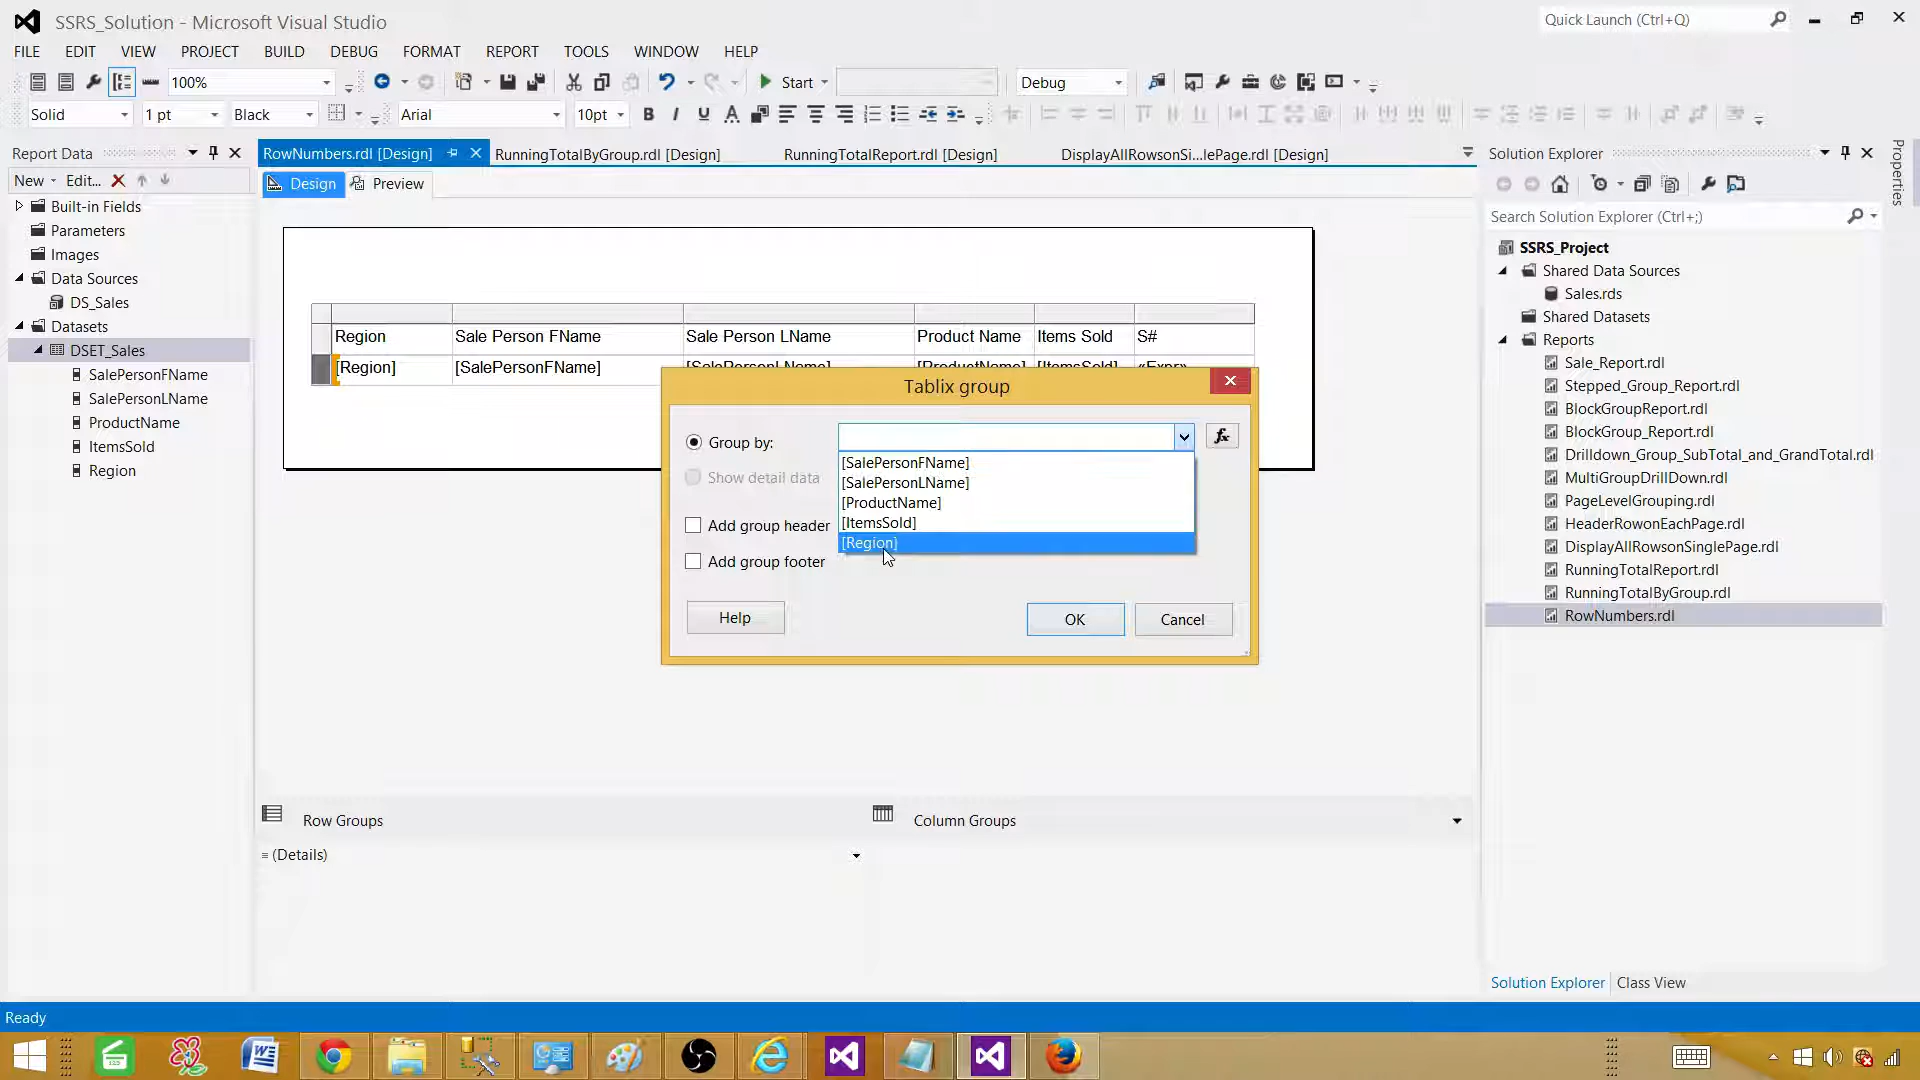 SSRS_Solution - Microsoft Visual Studio
Quick Launch (Ctrl+Q)
FILE EDIT VIEW PROJECT BUILD DEBUG FORMAT REPORT TOOLS WINDOW HELP
100% Start Debug
Solid 1 pt Black Arial 10pt B I U A
Report Data
RowNumbers.rdl [Design] RunningTotalByGroup.rdl [Design] RunningTotalReport.rdl [Design] DisplayAllRowsonSi...lePage.rdl [Design]
Solution Explorer
Properties
New Edit...
Design Preview
Built-in Fields
Parameters
Images
Data Sources
DS_Sales
Datasets
DSET_Sales
SalePersonFName
SalePersonLName
ProductName
ItemsSold
Region
Region Sale Person FName Sale Person LName Product Name Items Sold S#
[Region] [SalePersonFName] [SalePersonLName] [ProductName] [ItemsSold] «Expr»
Tablix group
Group by: fx
Show detail data
Add group header
Add group footer
[SalePersonFName]
[SalePersonLName]
[ProductName]
[ItemsSold]
[Region]
Help OK Cancel
Row Groups Column Groups
(Details)
Search Solution Explorer (Ctrl+;)
SSRS_Project
Shared Data Sources
Sales.rds
Shared Datasets
Reports
Sale_Report.rdl
Stepped_Group_Report.rdl
BlockGroupReport.rdl
BlockGroup_Report.rdl
Drilldown_Group_SubTotal_and_GrandTotal.rdl
MultiGroupDrillDown.rdl
PageLevelGrouping.rdl
HeaderRowonEachPage.rdl
DisplayAllRowsonSinglePage.rdl
RunningTotalReport.rdl
RunningTotalByGroup.rdl
RowNumbers.rdl
Solution Explorer Class View
Ready